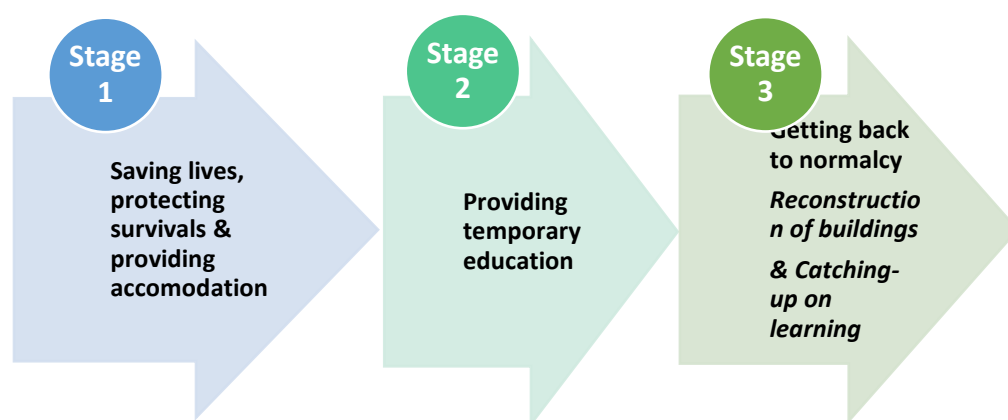 Stage
1
Saving lives,
protecting
survivals &
providing
accomodation
Stage
2
Providing
temporary
education
Stage
3
Getting back
to normalcy
Reconstructio
n of buildings
& Catching-
up on
learning